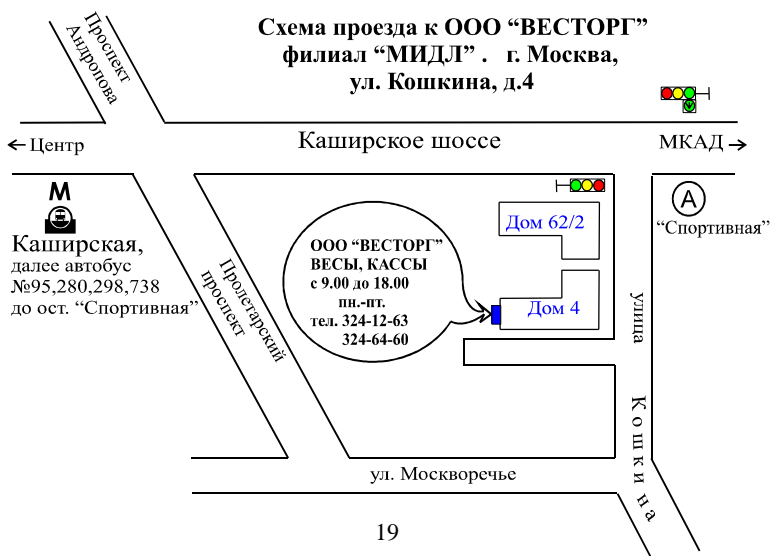 Схема проезда к ООО “ВЕСТОРГ”
филиал “МИДЛ” . г. Москва,
ул. Кошкина, д.4
Проспект
Андропова
← Центр
Каширское шоссе
МКАД →
М
Каширская,
далее автобус
№95,280,298,738
до ост. “Спортивная”
А
“Спортивная”
Дом 62/2
ООО “ВЕСТОРГ”
ВЕСЫ, КАССЫ
с 9.00 до 18.00
пн.-пт.
тел. 324-12-63
324-64-60
Дом 4
Пролетарский
проспект
улица
Кошкина
ул. Москворечье
19